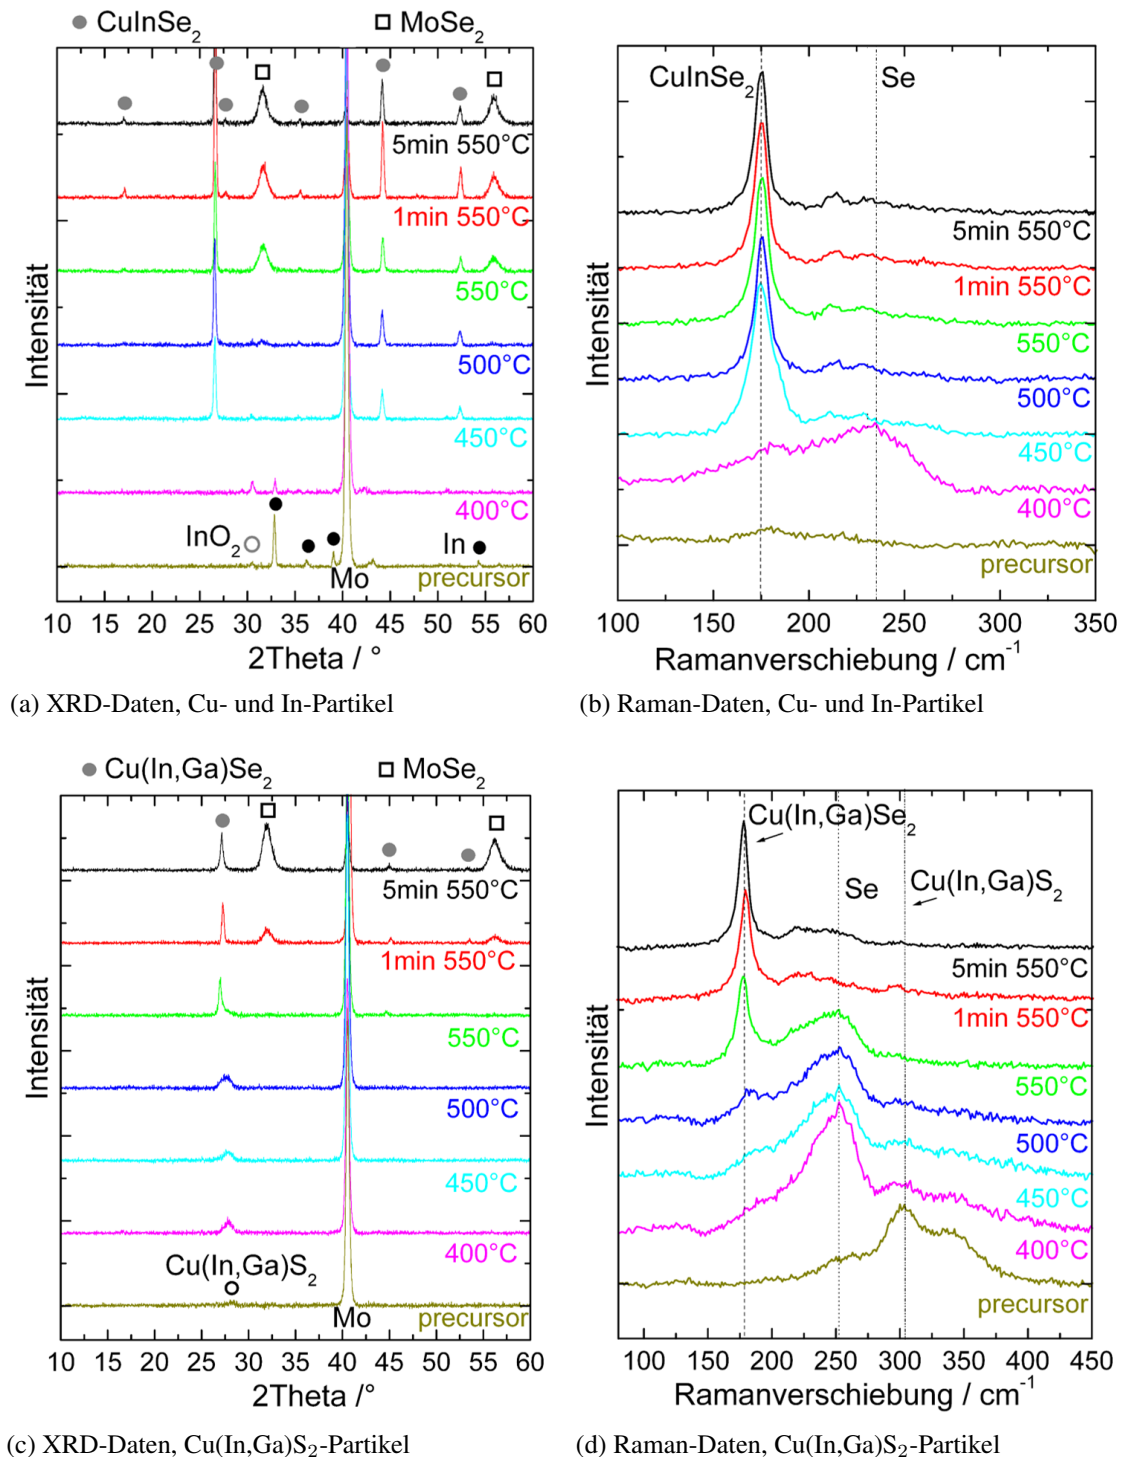 CuInSe2
MoSe2
5min 550°C
1min 550°C
550°C
500°C
450°C
400°C
InO2
In
Mo
precursor
Intensität
10 15 20 25 30 35 40 45 50 55 60
2Theta / °
(a) XRD-Daten, Cu- und In-Partikel
CuInSe2
Se
5min 550°C
1min 550°C
550°C
500°C
450°C
400°C
precursor
Intensität
100 150 200 250 300 350
Ramanverschiebung / cm-1
(b) Raman-Daten, Cu- und In-Partikel
Cu(In,Ga)Se2
MoSe2
5min 550°C
1min 550°C
550°C
500°C
450°C
400°C
Cu(In,Ga)S2
Mo
precursor
Intensität
10 15 20 25 30 35 40 45 50 55 60
2Theta /°
(c) XRD-Daten, Cu(In,Ga)S2-Partikel
Cu(In,Ga)Se2
Se
Cu(In,Ga)S2
5min 550°C
1min 550°C
550°C
500°C
450°C
400°C
precursor
Intensität
100 150 200 250 300 350 400 450
Ramanverschiebung / cm-1
(d) Raman-Daten, Cu(In,Ga)S2-Partikel